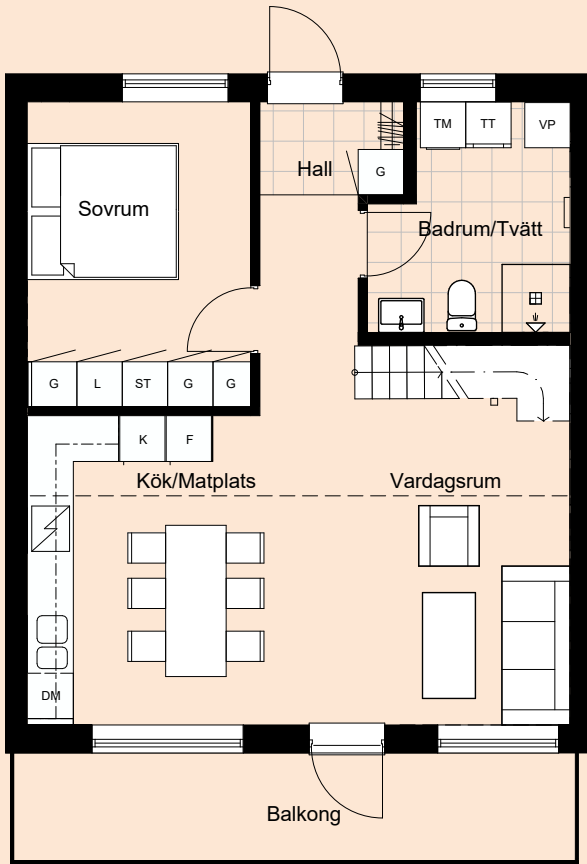 TM TT VP
Hall
G
Sovrum
Badrum/Tvätt
G L ST G G
K F
Kök/Matplats
Vardagsrum
DM
Balkong